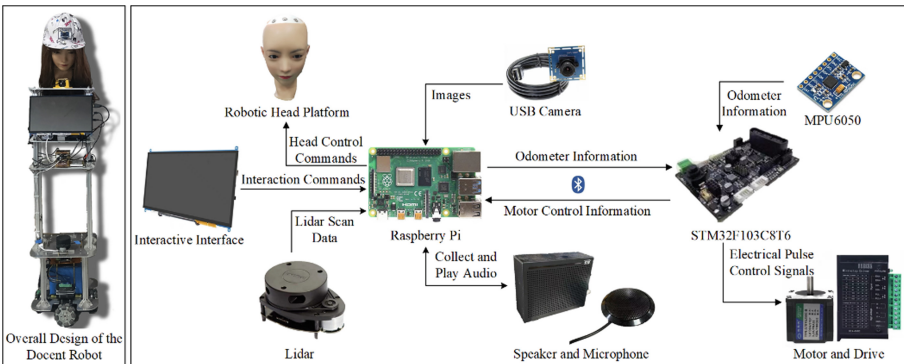 Overall Design of the
Docent Robot
Robotic Head Platform
Head Control
Commands
Images
USB Camera
Odometer
Information
MPU6050
Interactive Interface
Interaction Commands
Raspberry Pi
Odometer Information
Motor Control Information
STM32F103C8T6
Lidar Scan
Data
Lidar
Collect and
Play Audio
Speaker and Microphone
Electrical Pulse
Control Signals
Motor and Drive